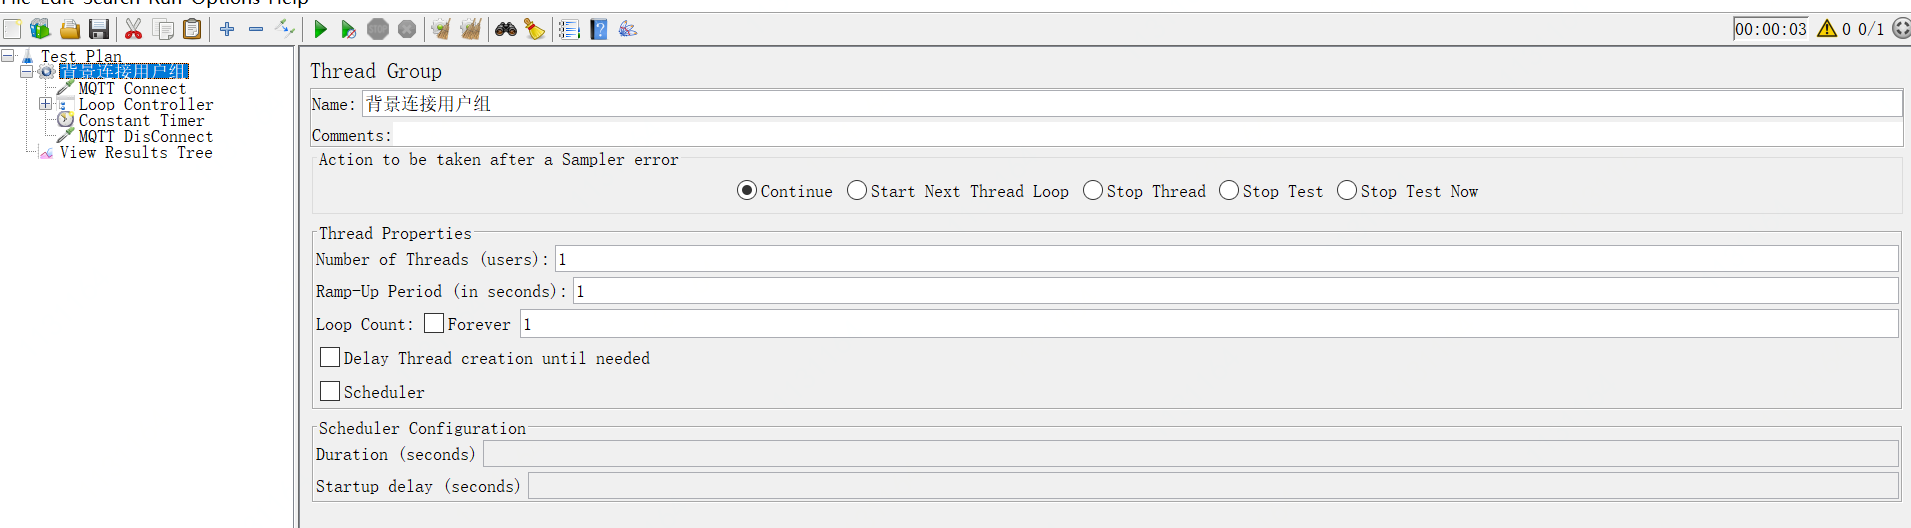 File Edit Search Run Options Help
00:00:03 0 0/1
Test Plan
背景连接用户组
MQTT Connect
Loop Controller
Constant Timer
MQTT DisConnect
View Results Tree
Thread Group
Name: 背景连接用户组
Comments:
Action to be taken after a Sampler error
Continue Start Next Thread Loop Stop Thread Stop Test Stop Test Now
Thread Properties
Number of Threads (users): 1
Ramp-Up Period (in seconds): 1
Loop Count: Forever 1
Delay Thread creation until needed
Scheduler
Scheduler Configuration
Duration (seconds)
Startup delay (seconds)